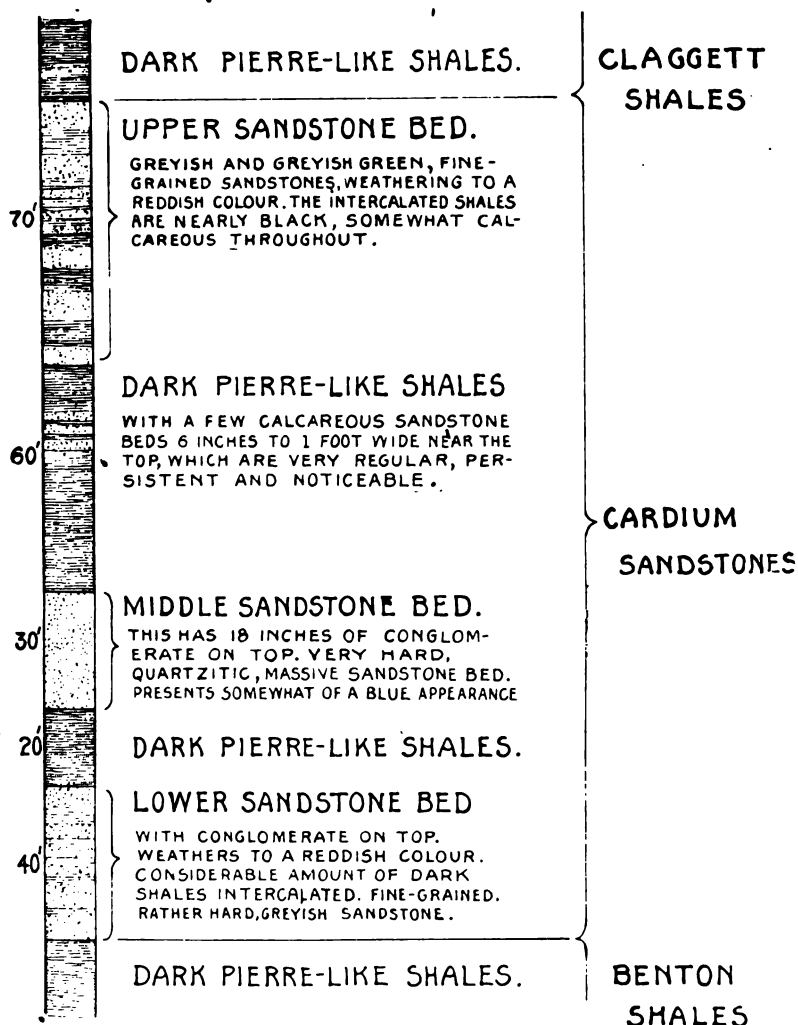 DARK PIERRE-LIKE SHALES.
CLAGGETT
SHALES
UPPER SANDSTONE BED.
GREYISH AND GREYISH GREEN, FINE-
GRAINED SANDSTONES, WEATHERING TO A
REDDISH COLOUR. THE INTERCALATED SHALES
ARE NEARLY BLACK, SOMEWHAT CAL-
CAREOUS THROUGHOUT.
70'
DARK PIERRE-LIKE SHALES
WITH A FEW CALCAREOUS SANDSTONE
BEDS 6 INCHES TO 1 FOOT WIDE NEAR THE
TOP, WHICH ARE VERY REGULAR, PER-
SISTENT AND NOTICEABLE.
60'
CARDIUM
SANDSTONES
MIDDLE SANDSTONE BED.
THIS HAS 18 INCHES OF CONGLOM-
ERATE ON TOP. VERY HARD,
QUARTZITIC, MASSIVE SANDSTONE BED.
PRESENTS SOMEWHAT OF A BLUE APPEARANCE
30'
20'
DARK PIERRE-LIKE SHALES.
LOWER SANDSTONE BED
WITH CONGLOMERATE ON TOP.
WEATHERS TO A REDDISH COLOUR.
CONSIDERABLE AMOUNT OF DARK
SHALES INTERCALATED. FINE-GRAINED.
RATHER HARD, GREYISH SANDSTONE.
40'
DARK PIERRE-LIKE SHALES.
BENTON
SHALES